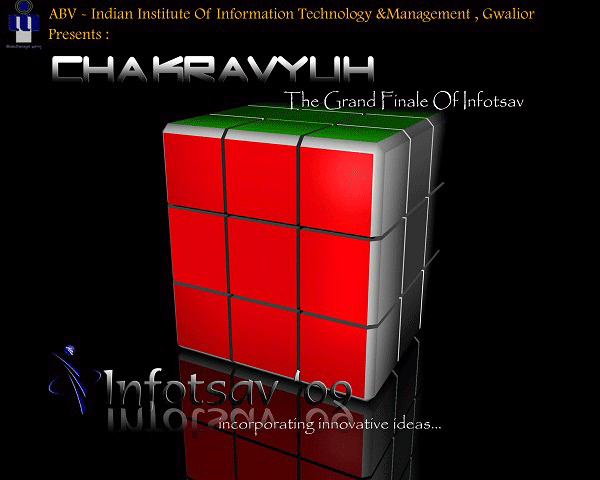 ABV - Indian Institute Of Information Technology &Management , Gwalior
Presents :
CHAKRAVYUH
The Grand Finale Of Infotsav
Infotsav '09
incorporating innovative ideas...